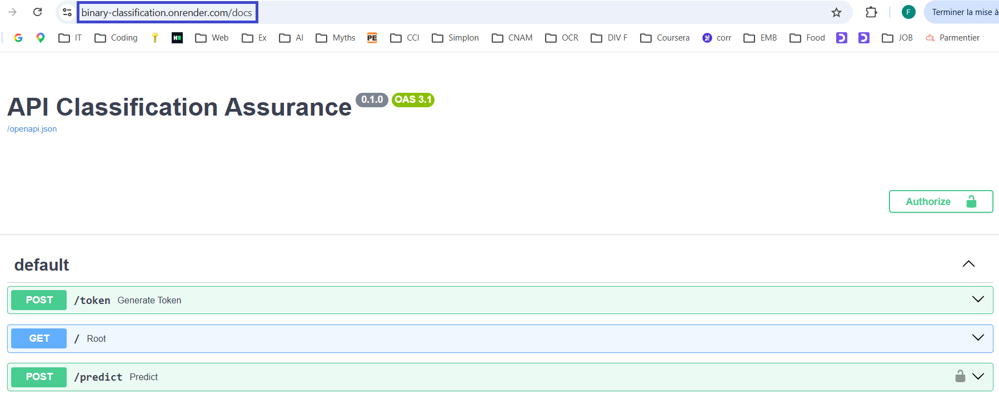 binary-classification.onrender.com/docs
F
Terminer la mise à
IT Coding H Web Ex AI Myths PE CCI Simplon CNAM OCR DIV F Coursera corr EMB Food JOB Parmentier
API Classification Assurance 0.1.0 OAS 3.1
/openapi.json
Authorize
default
POST /token Generate Token
GET / Root
POST /predict Predict